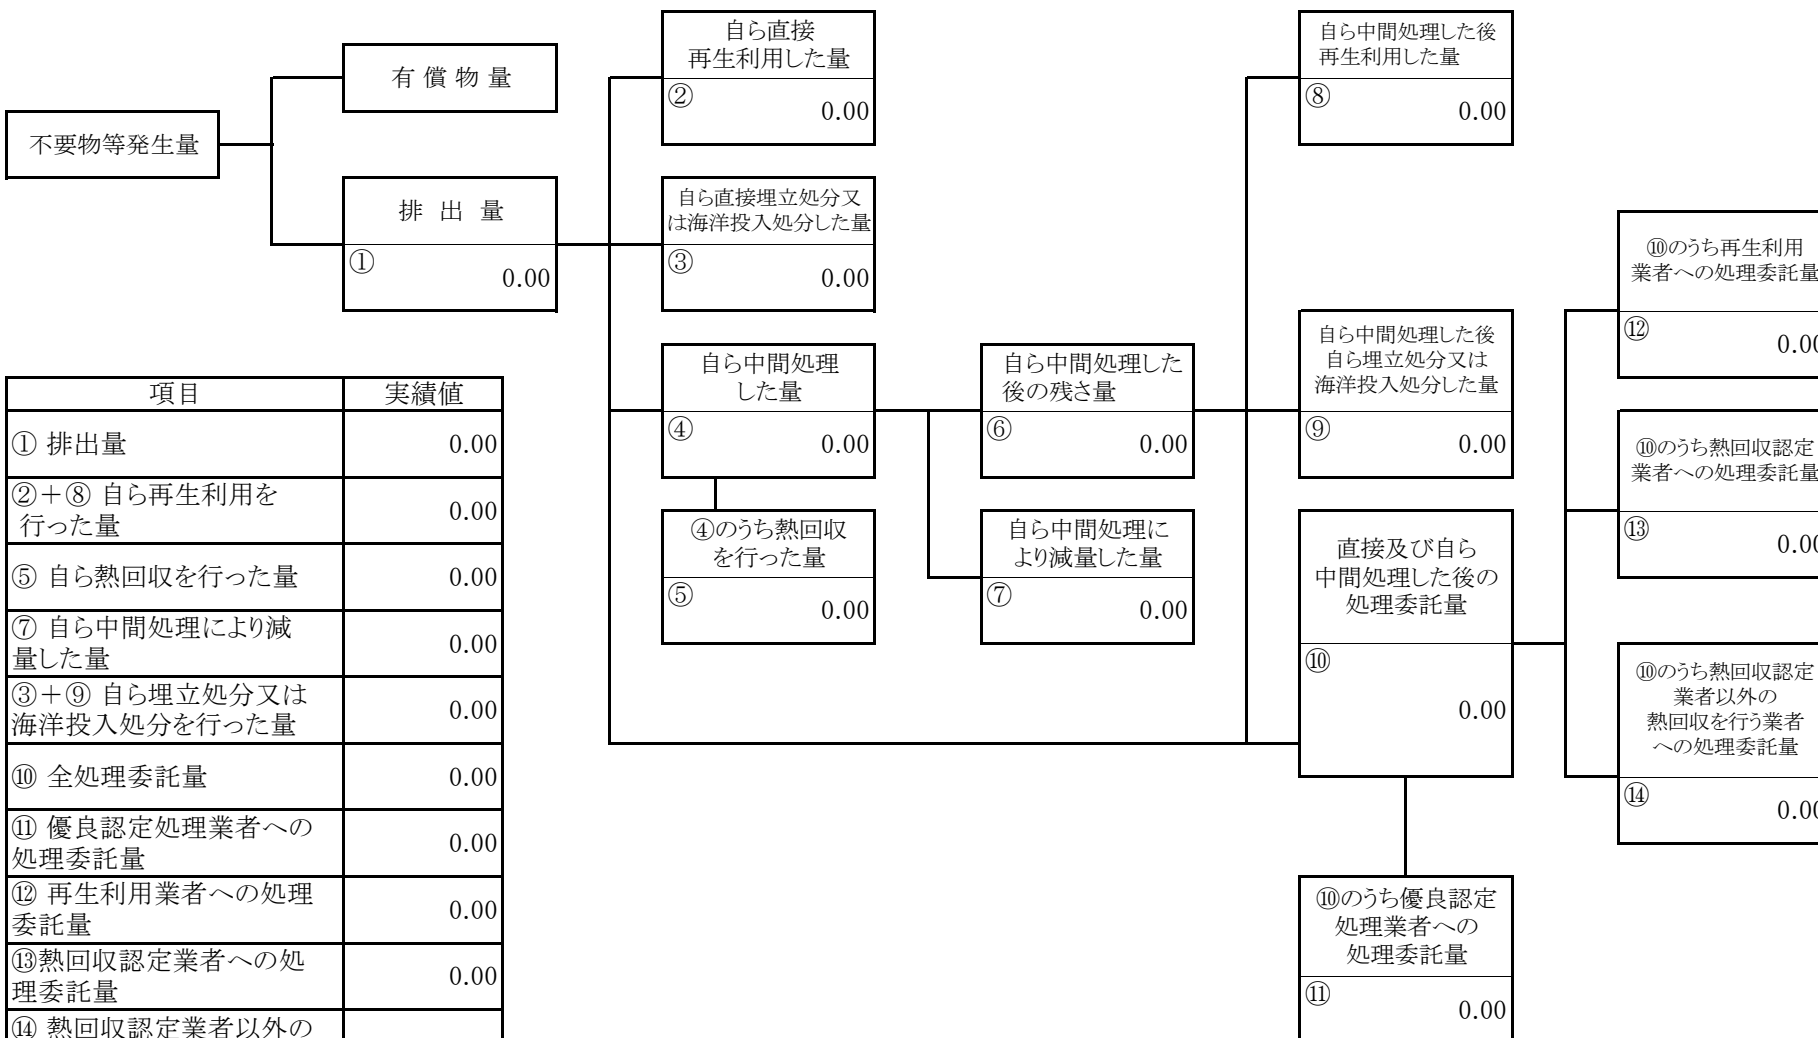 不要物等発生量
有 償 物 量
排 出 量
①
0.00
自ら直接
再生利用した量
②
0.00
自ら直接埋立処分又
は海洋投入処分した量
③
0.00
自ら中間処理
した量
④
0.00
④のうち熱回収
を行った量
⑤
0.00
自ら中間処理した
後の残さ量
⑥
0.00
自ら中間処理に
より減量した量
⑦
0.00
自ら中間処理した後
再生利用した量
⑧
0.00
自ら中間処理した後
自ら埋立処分又は
海洋投入処分した量
⑨
0.00
直接及び自ら
中間処理した後の
処理委託量
⑩
0.00
⑩のうち優良認定
処理業者への
処理委託量
⑪
0.00
⑩のうち再生利用
業者への処理委託量
⑫
0.00
⑩のうち熱回収認定
業者への処理委託量
⑬
0.00
⑩のうち熱回収認定
業者以外の
熱回収を行う業者
への処理委託量
⑭
0.00
項目 実績値
① 排出量 0.00
②＋⑧ 自ら再生利用を
行った量 0.00
⑤ 自ら熱回収を行った量 0.00
⑦ 自ら中間処理により減
量した量 0.00
③＋⑨ 自ら埋立処分又は
海洋投入処分を行った量 0.00
⑩ 全処理委託量 0.00
⑪ 優良認定処理業者への
処理委託量 0.00
⑫ 再生利用業者への処理
委託量 0.00
⑬熱回収認定業者への処
理委託量 0.00
⑭ 熱回収認定業者以外の